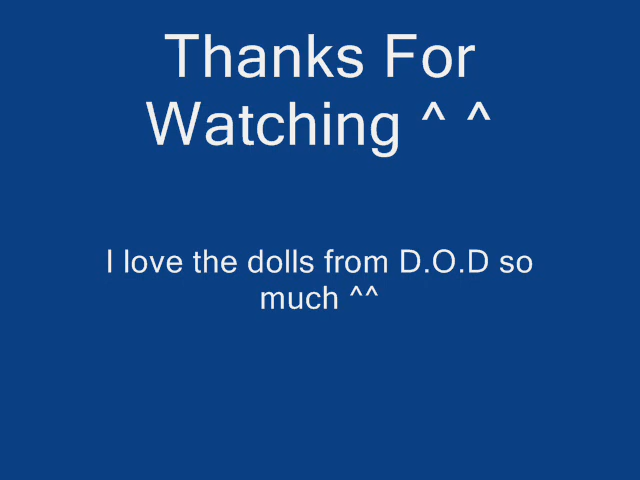 Thanks For
Watching ^ ^
I love the dolls from D.O.D so
much ^^